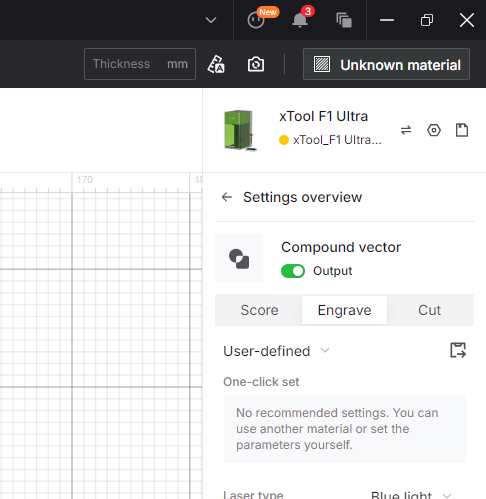 New
3
Thickness mm
Unknown material
xTool F1 Ultra
xTool_F1 Ultra...
170
Settings overview
Compound vector
Output
Score Engrave Cut
User-defined
One-click set
No recommended settings. You can
use another material or set the
parameters yourself.
Laser type Blue light